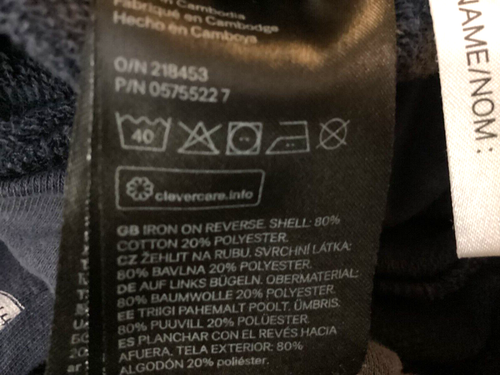 in Cambodia
Fabriqué en Cambodge
Hecho en Camboya
O/N 218453
P/N 0575522 7
40
clevercare.info
GB IRON ON REVERSE. SHELL: 80%
COTTON 20% POLYESTER.
CZ ŽEHLIT NA RUBU. SVRCHNÍ LÁTKA:
80% BAVLNA 20% POLYESTER.
DE AUF LINKS BÜGELN. OBERMATERIAL:
80% BAUMWOLLE 20% POLYESTER.
EE TRIIGI PAHEMALT POOLT. ÜMBRIS:
80% PUUVILL 20% POLÜESTER.
ES PLANCHAR CON EL REVÉS HACIA
AFUERA. TELA EXTERIOR: 80%
ALGODÓN 20% poliéster.
NAME/NOM: